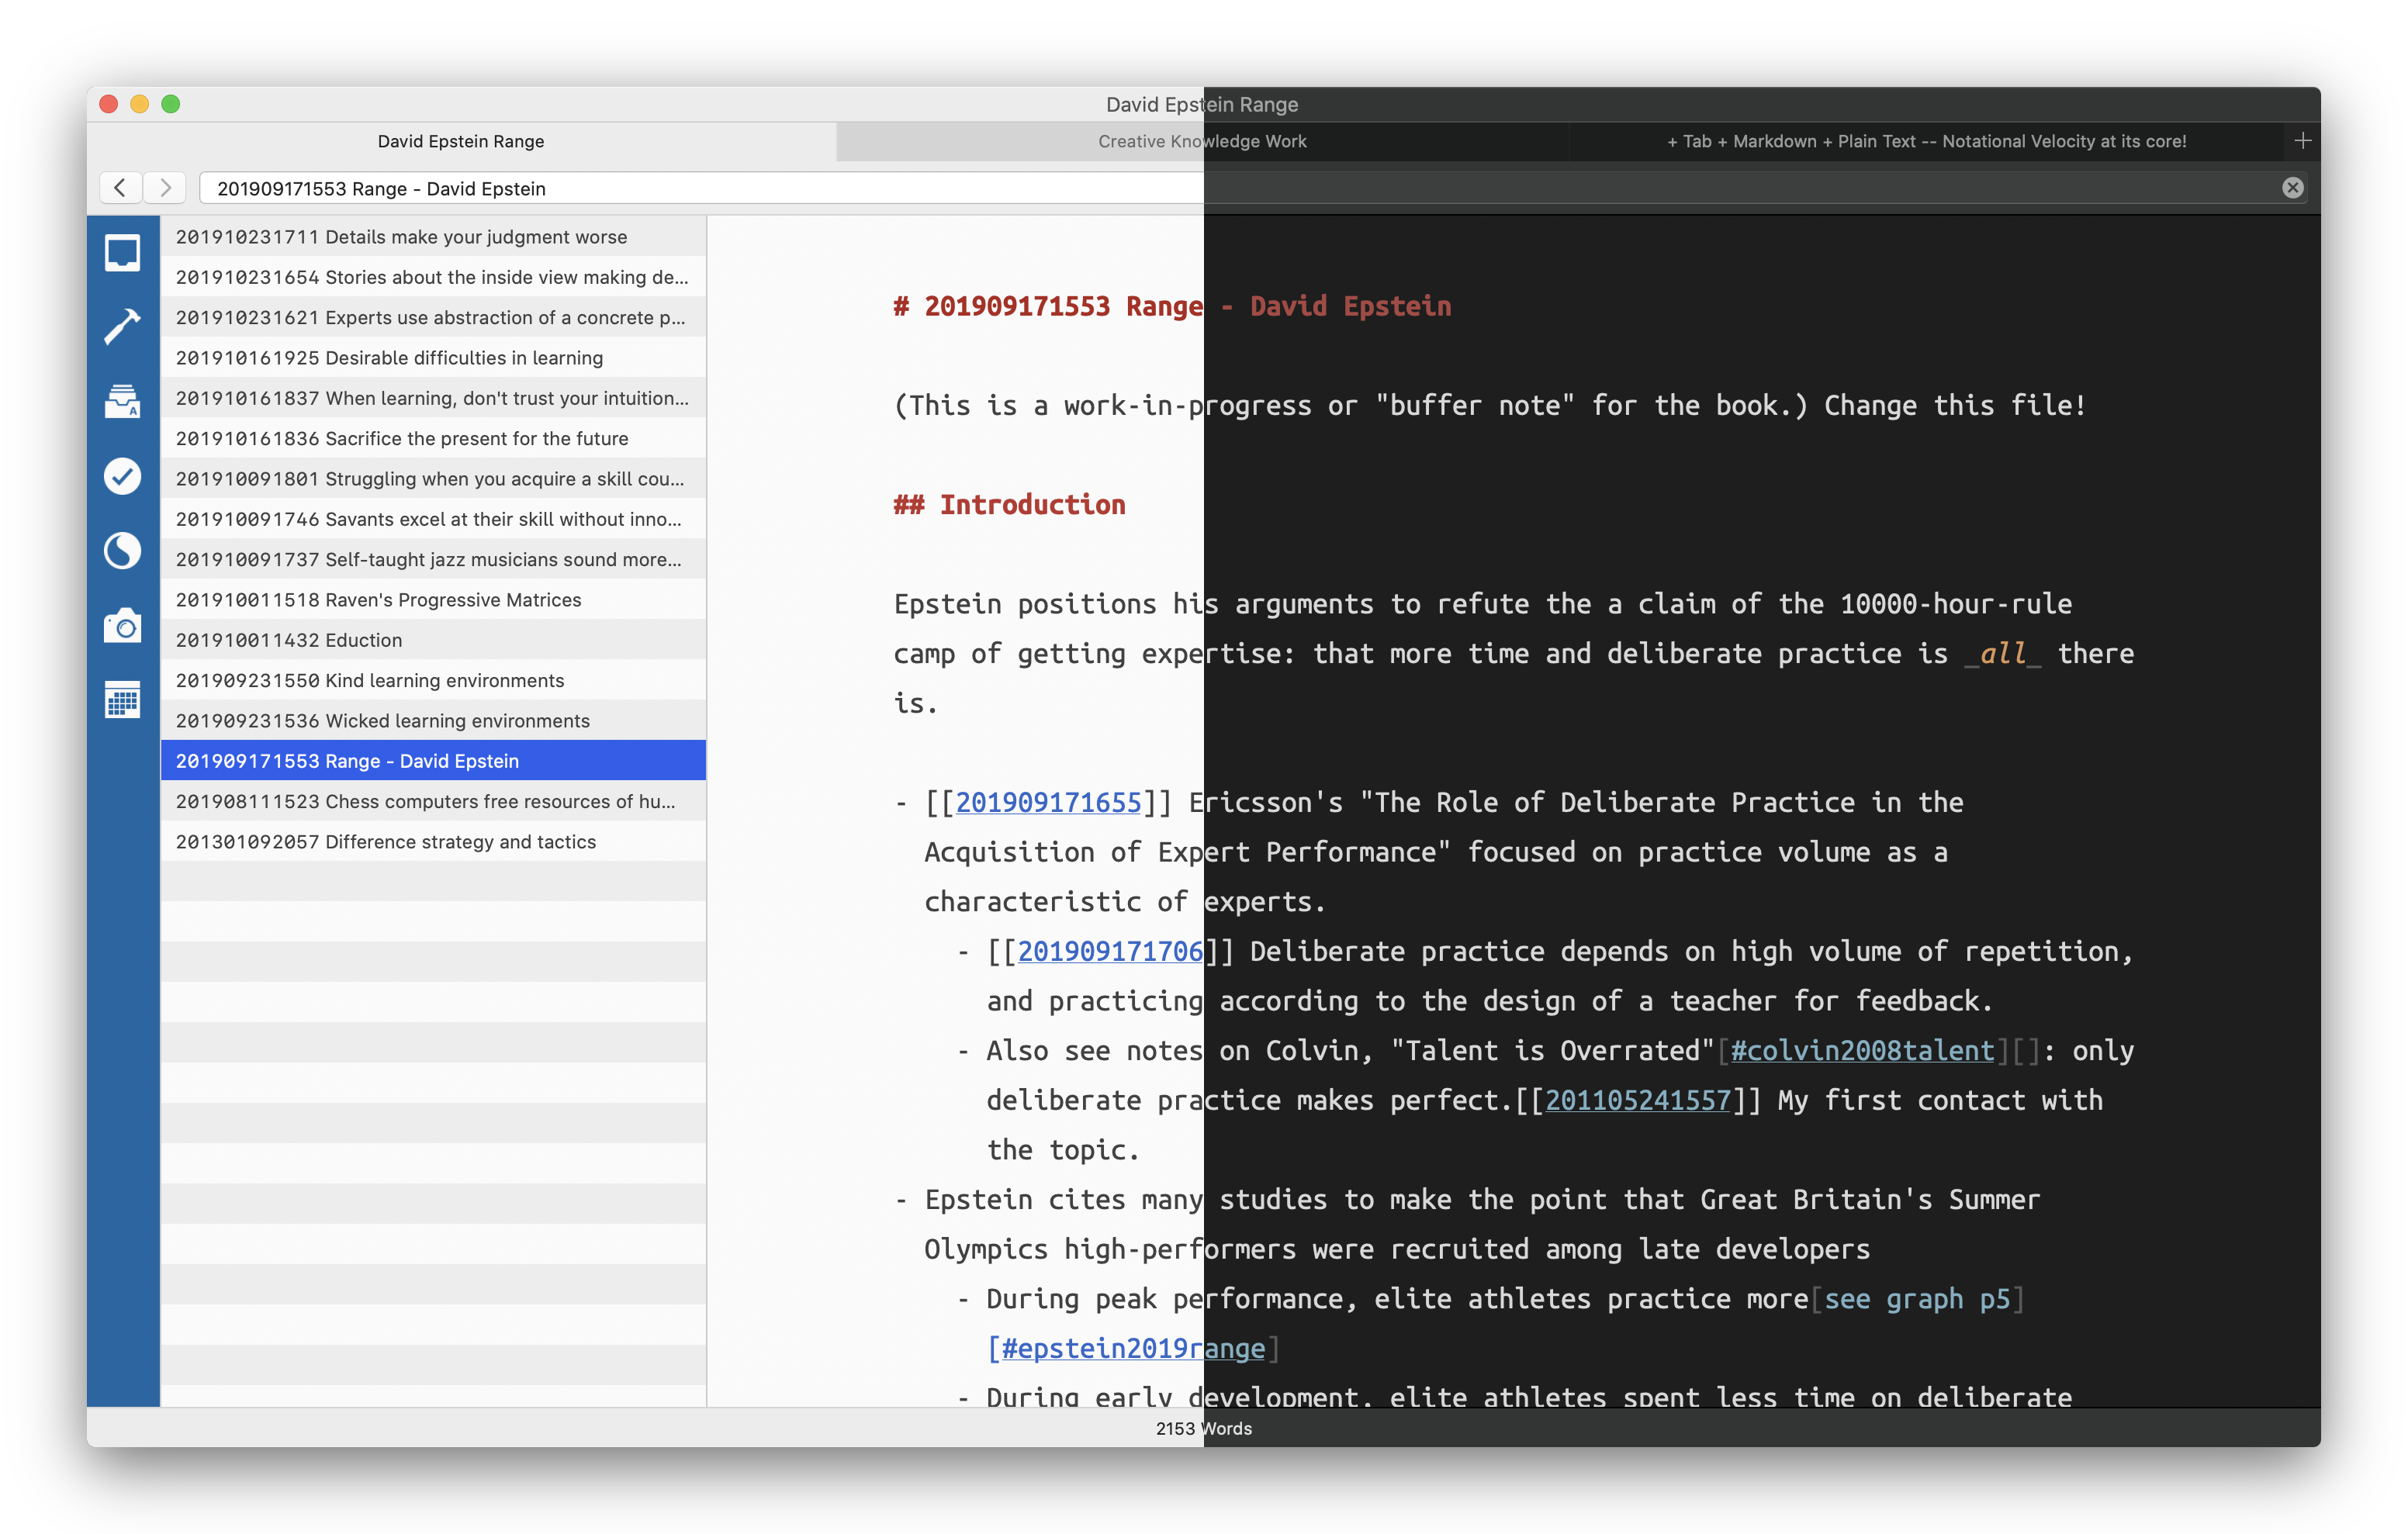 David Epstein Range
David Epstein Range
Creative Knowledge Work
+ Tab + Markdown + Plain Text -- Notational Velocity at its core!
201909171553 Range - David Epstein
201910231711 Details make your judgment worse
201910231654 Stories about the inside view making de...
201910231621 Experts use abstraction of a concrete p...
201910161925 Desirable difficulties in learning
201910161837 When learning, don't trust your intuition...
201910161836 Sacrifice the present for the future
201910091801 Struggling when you acquire a skill cou...
201910091746 Savants excel at their skill without inno...
201910091737 Self-taught jazz musicians sound more...
201910011518 Raven's Progressive Matrices
201910011432 Eduction
201909231550 Kind learning environments
201909231536 Wicked learning environments
201909171553 Range - David Epstein
201908111523 Chess computers free resources of hu...
201301092057 Difference strategy and tactics
# 201909171553 Range - David Epstein
(This is a work-in-progress or "buffer note" for the book.) Change this file!
## Introduction
Epstein positions his arguments to refute the a claim of the 10000-hour-rule
camp of getting expertise: that more time and deliberate practice is _all_ there
is.
- [[201909171655]] Ericsson's "The Role of Deliberate Practice in the
Acquisition of Expert Performance" focused on practice volume as a
characteristic of experts.
- [[201909171706]] Deliberate practice depends on high volume of repetition,
and practicing according to the design of a teacher for feedback.
- Also see notes on Colvin, "Talent is Overrated"[#colvin2008talent][]: only
deliberate practice makes perfect.[[201105241557]] My first contact with
the topic.
- Epstein cites many studies to make the point that Great Britain's Summer
Olympics high-performers were recruited among late developers
- During peak performance, elite athletes practice more[see graph p5]
[#epstein2019range]
- During early development, elite athletes spent less time on deliberate
2153 Words